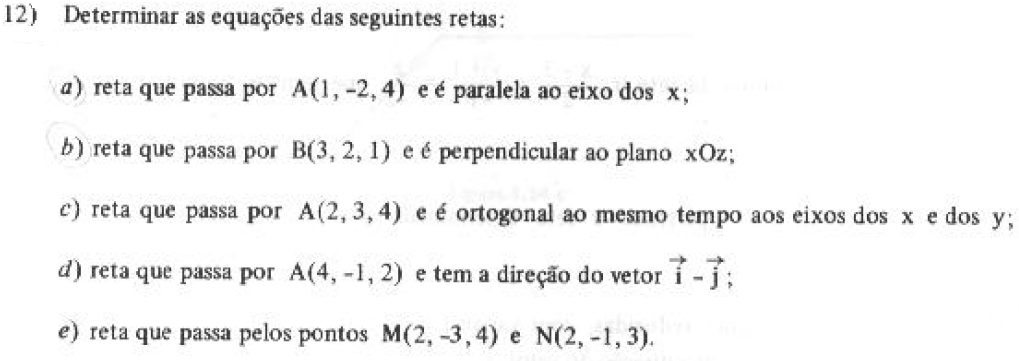 12) Determinar as equações das seguintes retas:
a) reta que passa por A(1, -2, 4) e é paralela ao eixo dos x;
b) reta que passa por B(3, 2, 1) e é perpendicular ao plano xOz;
c) reta que passa por A(2, 3, 4) e é ortogonal ao mesmo tempo aos eixos dos x e dos y;
d) reta que passa por A(4, -1, 2) e tem a direção do vetor i⃗ - j⃗;
e) reta que passa pelos pontos M(2, -3, 4) e N(2, -1, 3).